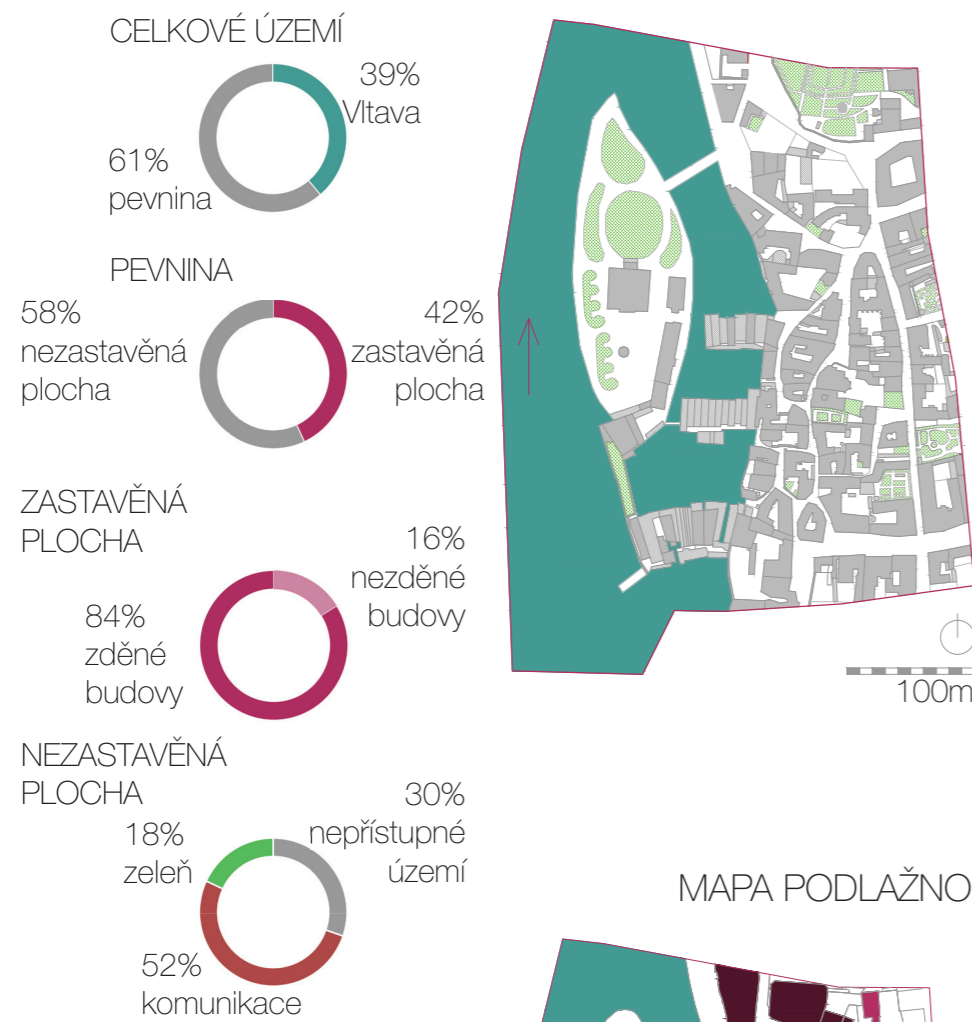 CELKOVÉ ÚZEMÍ
39%
Vltava
61%
pevnina
PEVNINA
58%
nezastavěná
plocha
42%
zastavěná
plocha
ZASTAVĚNÁ
PLOCHA
16%
nezděné
budovy
84%
zděné
budovy
NEZASTAVĚNÁ
PLOCHA
30%
nepřístupné
území
18%
zeleň
52%
komunikace
100m
MAPA PODLAŽNO